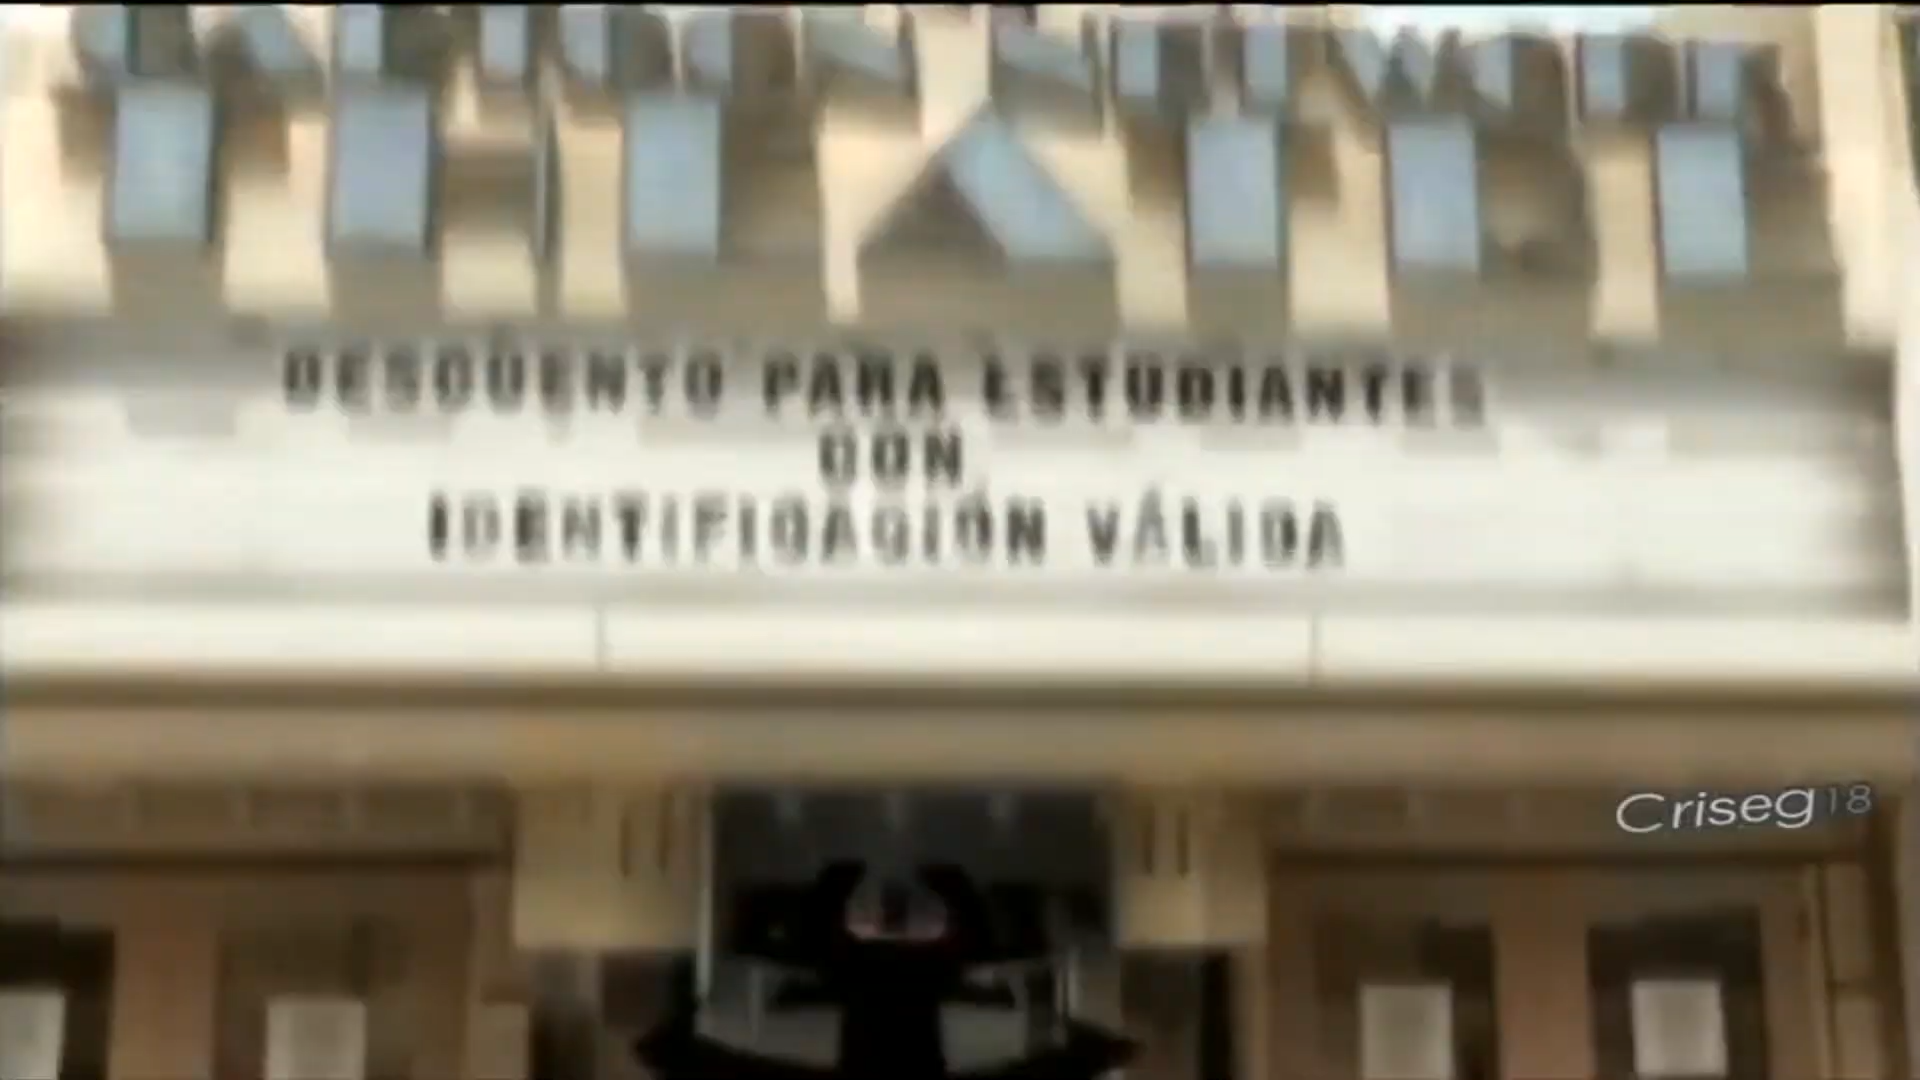 DESCUENTO PARA ESTUDIANTES
CON
IDENTIFICACIÓN VÁLIDA
Criseg18